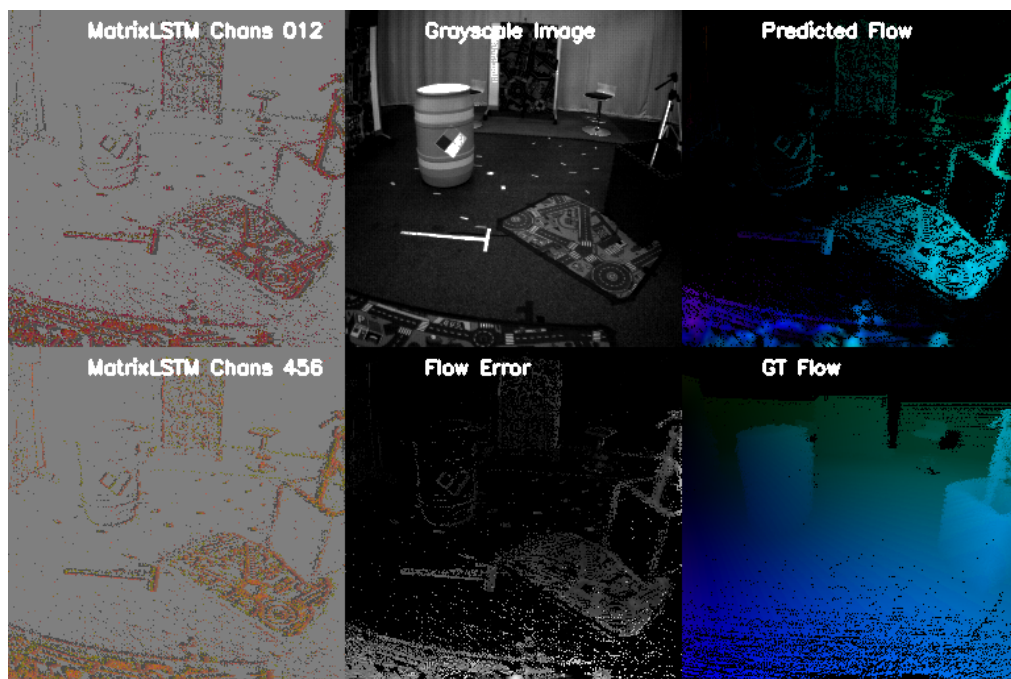 MatrixLSTM Chans 012
Grayscale Image
Predicted Flow
MatrixLSTM Chans 456
Flow Error
GT Flow